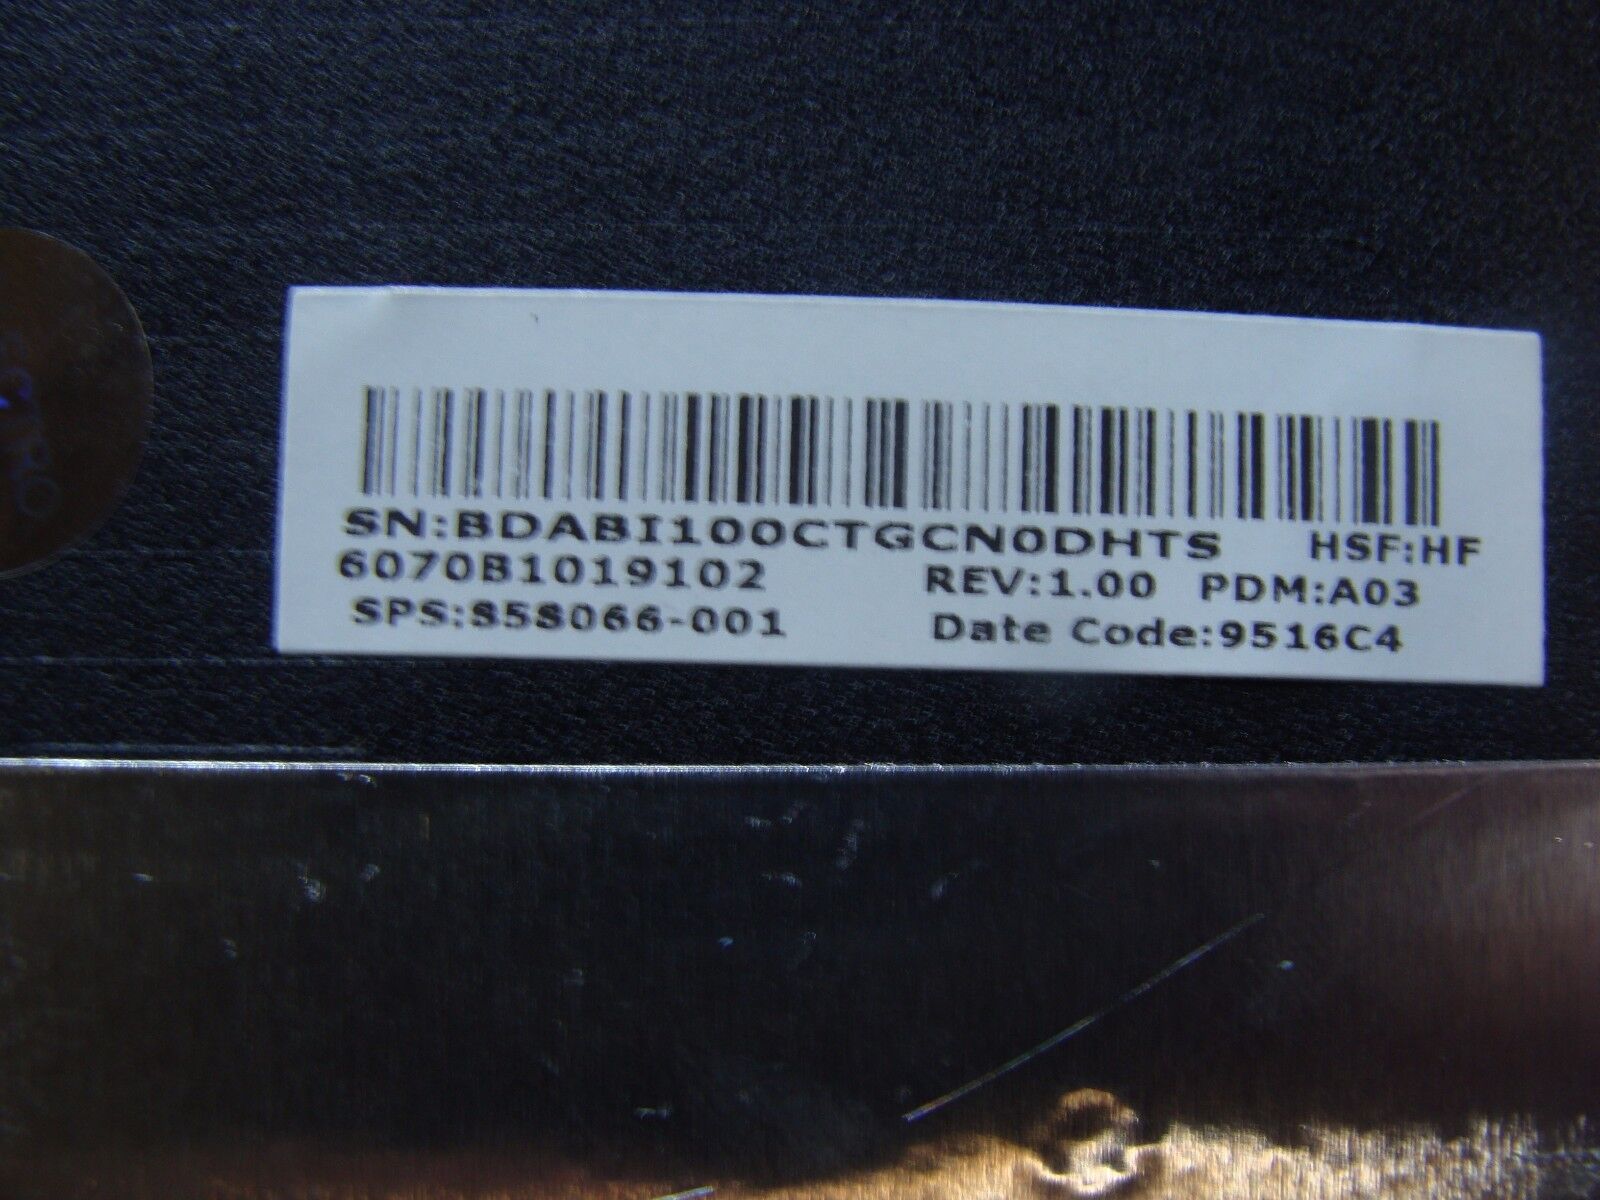 SN:BDABI100CTGCN0DHTS HSF:HF
6070B1019102 REV:1.00 PDM:A03
SPS:858066-001 Date Code:9516C4